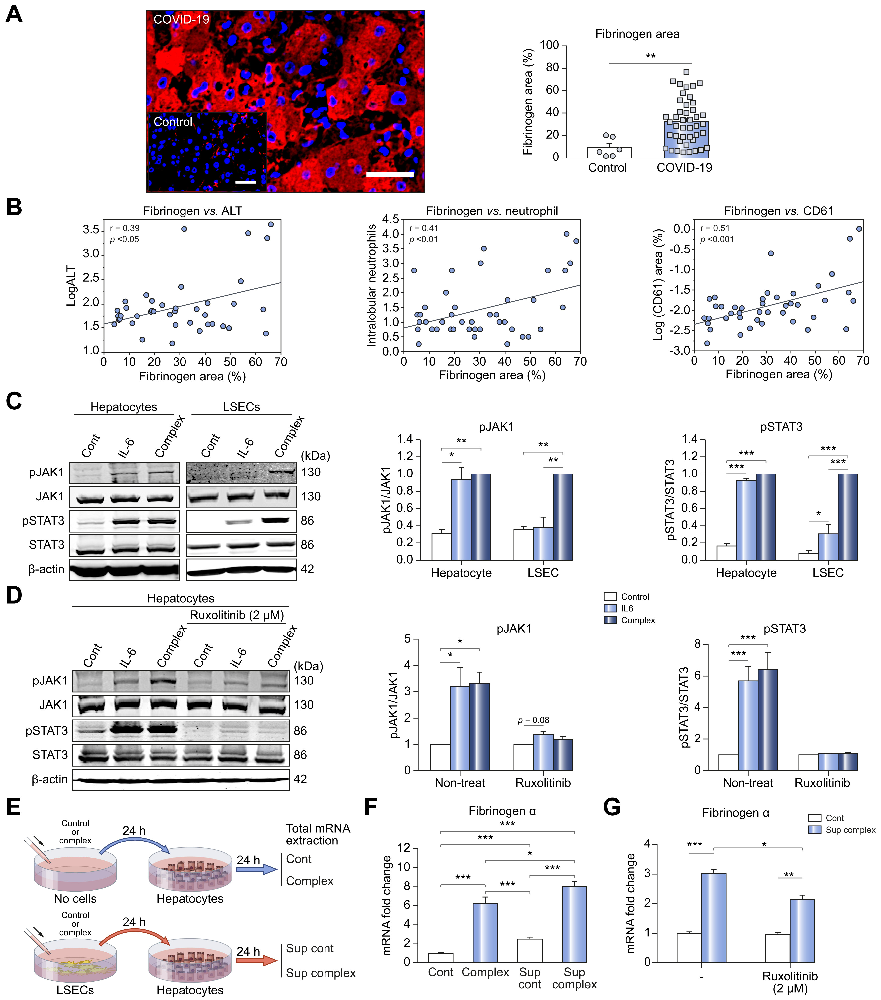 A
COVID-19
Control
Fibrinogen area
Fibrinogen area (%)
100
80
60
40
20
0
**
Control
COVID-19
B
Fibrinogen vs. ALT
r = 0.39
p <0.05
LogALT
3.5
3.0
2.5
2.0
1.5
1.0
0 10 20 30 40 50 60 70
Fibrinogen area (%)
Fibrinogen vs. neutrophil
r = 0.41
p <0.01
Intralobular neutrophils
4.5
4.0
3.5
3.0
2.5
2.0
1.5
1.0
0.5
0.0
0 10 20 30 40 50 60 70
Fibrinogen area (%)
Fibrinogen vs. CD61
r = 0.51
p <0.001
Log (CD61) area (%)
0.0
-0.5
-1.0
-1.5
-2.0
-2.5
-3.0
0 10 20 30 40 50 60 70
Fibrinogen area (%)
C
Hepatocytes LSECs
Cont IL-6 Complex Cont IL-6 Complex
(kDa)
pJAK1 130
JAK1 130
pSTAT3 86
STAT3 86
β-actin 42
pJAK1
pJAK1/JAK1
1.4
1.2
1.0
0.8
0.6
0.4
0.2
0.0
** * ** **
Hepatocyte LSEC
pSTAT3
pSTAT3/STAT3
1.4
1.2
1.0
0.8
0.6
0.4
0.2
0.0
*** *** *** *** *
Hepatocyte LSEC
Control
IL6
Complex
D
Hepatocytes
Ruxolitinib (2 µM)
Cont IL-6 Complex Cont IL-6 Complex
(kDa)
pJAK1 130
JAK1 130
pSTAT3 86
STAT3 86
β-actin 42
pJAK1
pJAK1/JAK1
5
4
3
2
1
0
* *
p = 0.08
Non-treat Ruxolitinib
pSTAT3
pSTAT3/STAT3
8
6
4
2
0
*** ***
Non-treat Ruxolitinib
E
Control
or
complex
24 h
No cells
Hepatocytes
24 h
Total mRNA
extraction
Cont
Complex
Control
or
complex
24 h
LSECs
Hepatocytes
24 h
Sup cont
Sup complex
F
Fibrinogen α
mRNA fold change
12
10
8
6
4
2
0
***
***
*
***
***
***
Cont Complex Sup cont Sup complex
G
Fibrinogen α
Cont
Sup complex
mRNA fold change
4
3
2
1
0
*** * **
- Ruxolitinib
(2 µM)